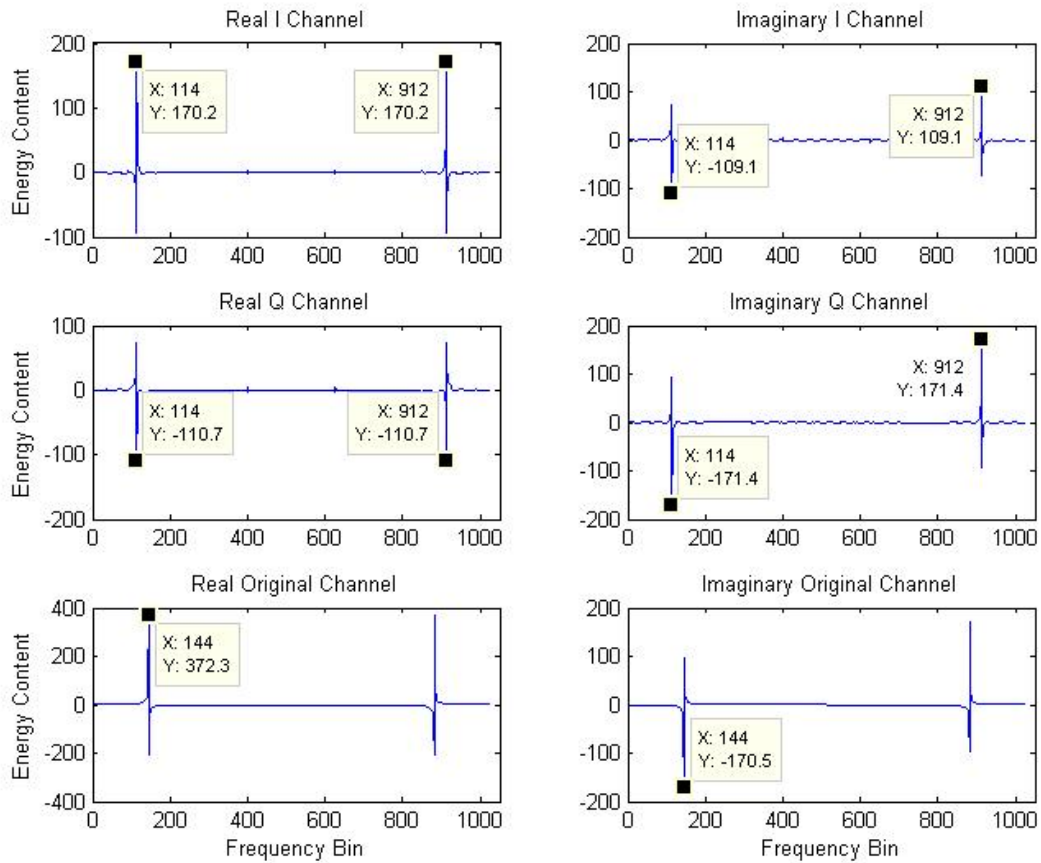 Real I Channel
Energy Content
200
100
0
-100
X: 114
Y: 170.2
X: 912
Y: 170.2
0 200 400 600 800 1000
Imaginary I Channel
200
100
0
-100
-200
X: 114
Y: -109.1
X: 912
Y: 109.1
0 200 400 600 800 1000
Real Q Channel
Energy Content
100
0
-100
-200
X: 114
Y: -110.7
X: 912
Y: -110.7
0 200 400 600 800 1000
Imaginary Q Channel
200
100
0
-100
-200
X: 114
Y: -171.4
X: 912
Y: 171.4
0 200 400 600 800 1000
Real Original Channel
Energy Content
400
200
0
-200
-400
X: 144
Y: 372.3
0 200 400 600 800 1000
Frequency Bin
Imaginary Original Channel
200
100
0
-100
-200
X: 144
Y: -170.5
0 200 400 600 800 1000
Frequency Bin